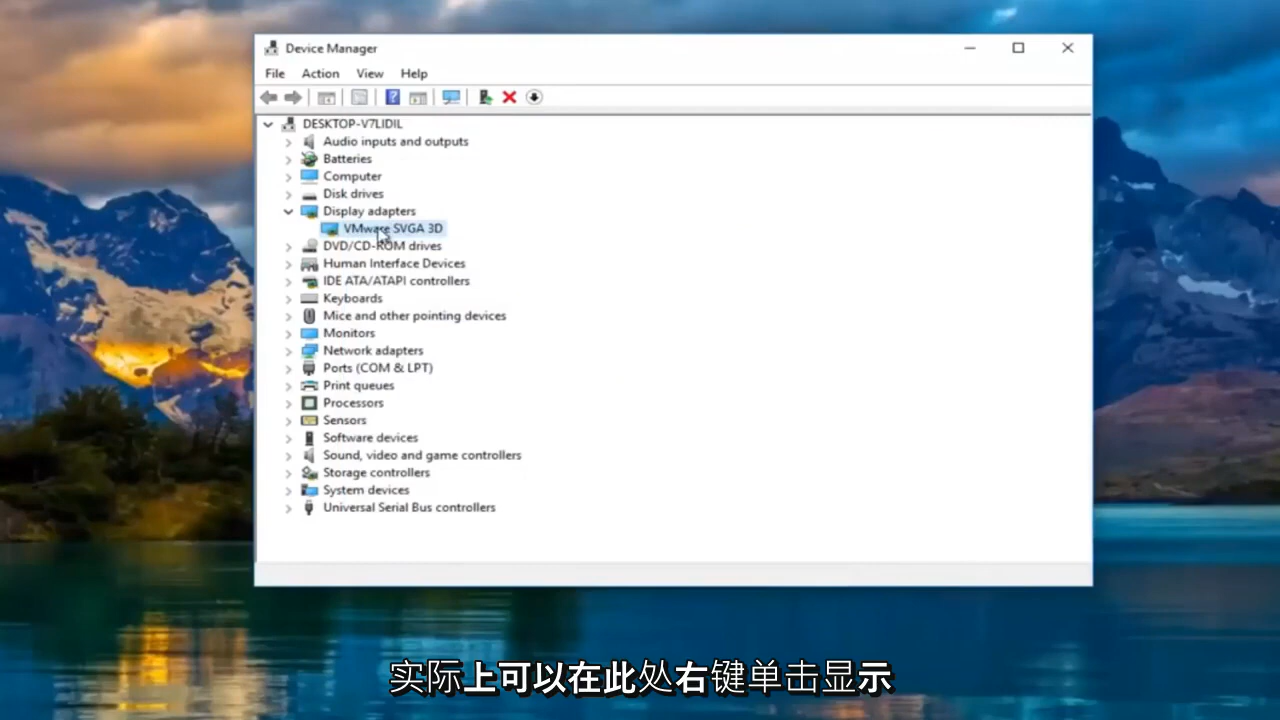 Device Manager
File Action View Help
DESKTOP-V7LIDIL
Audio inputs and outputs
Batteries
Computer
Disk drives
Display adapters
VMware SVGA 3D
DVD/CD-ROM drives
Human Interface Devices
IDE ATA/ATAPI controllers
Keyboards
Mice and other pointing devices
Monitors
Network adapters
Ports (COM & LPT)
Print queues
Processors
Sensors
Software devices
Sound, video and game controllers
Storage controllers
System devices
Universal Serial Bus controllers
实际上可以在此处右键单击显示